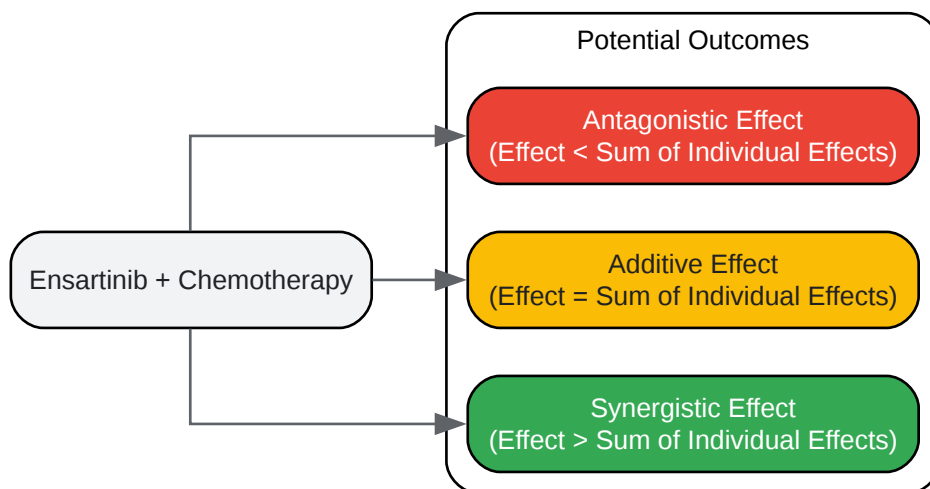 Potential Outcomes
Antagonistic Effect
(Effect < Sum of Individual Effects)
Ensartinib + Chemotherapy
Additive Effect
(Effect = Sum of Individual Effects)
Synergistic Effect
(Effect > Sum of Individual Effects)